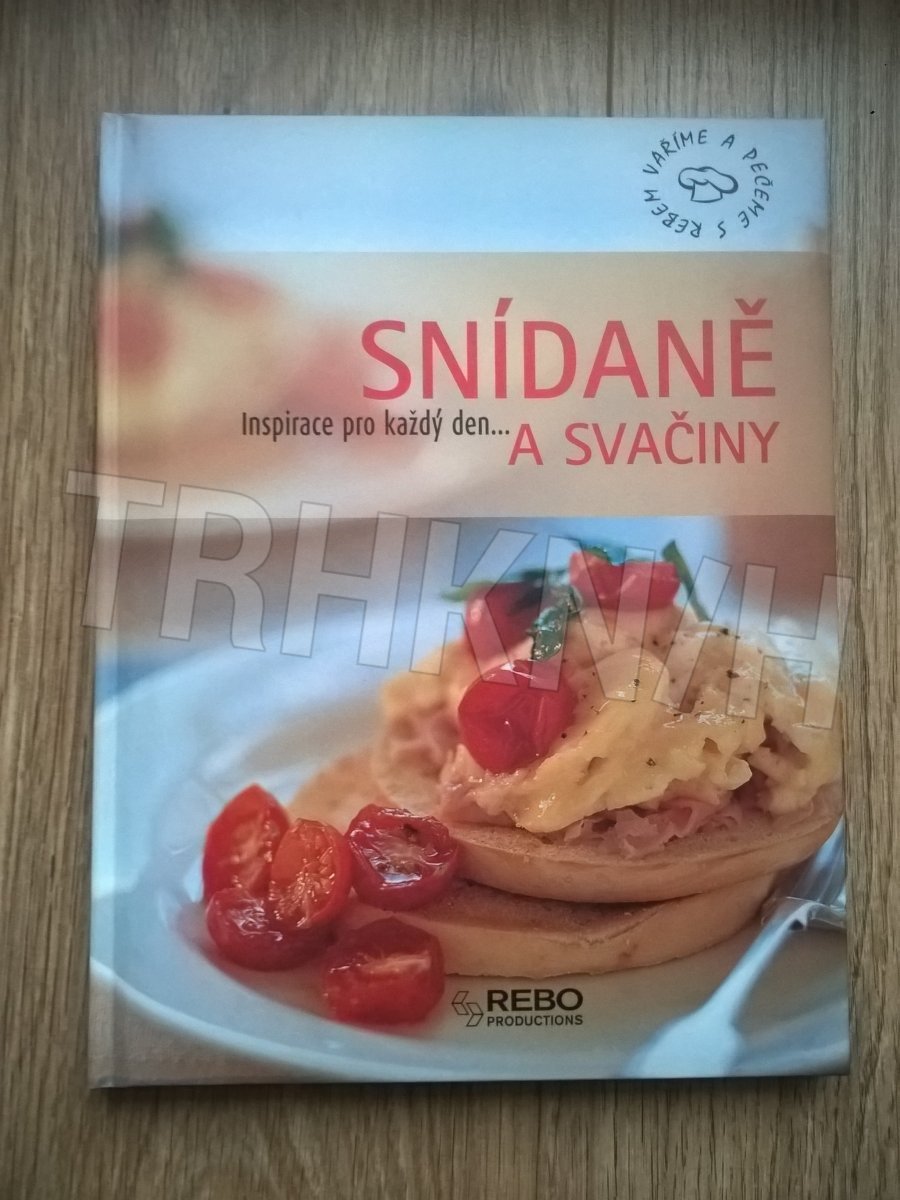 VAŘÍME A PEČEME S REBEM
SNÍDANĚ
Inspirace pro každý den...
A SVAČINY
TRHKNIH
REBO
PRODUCTIONS